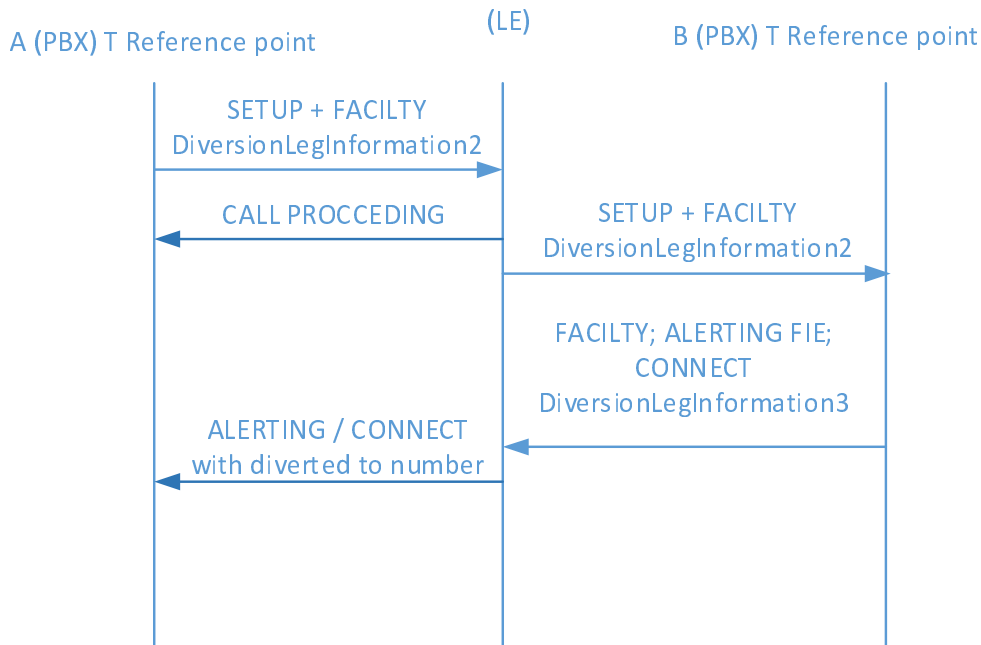 (LE)
A (PBX) T Reference point
B (PBX) T Reference point
SETUP + FACILTY
DiversionLegInformation2
CALL PROCCEDING
SETUP + FACILTY
DiversionLegInformation2
FACILTY; ALERTING FIE;
CONNECT
DiversionLegInformation3
ALERTING / CONNECT
with diverted to number